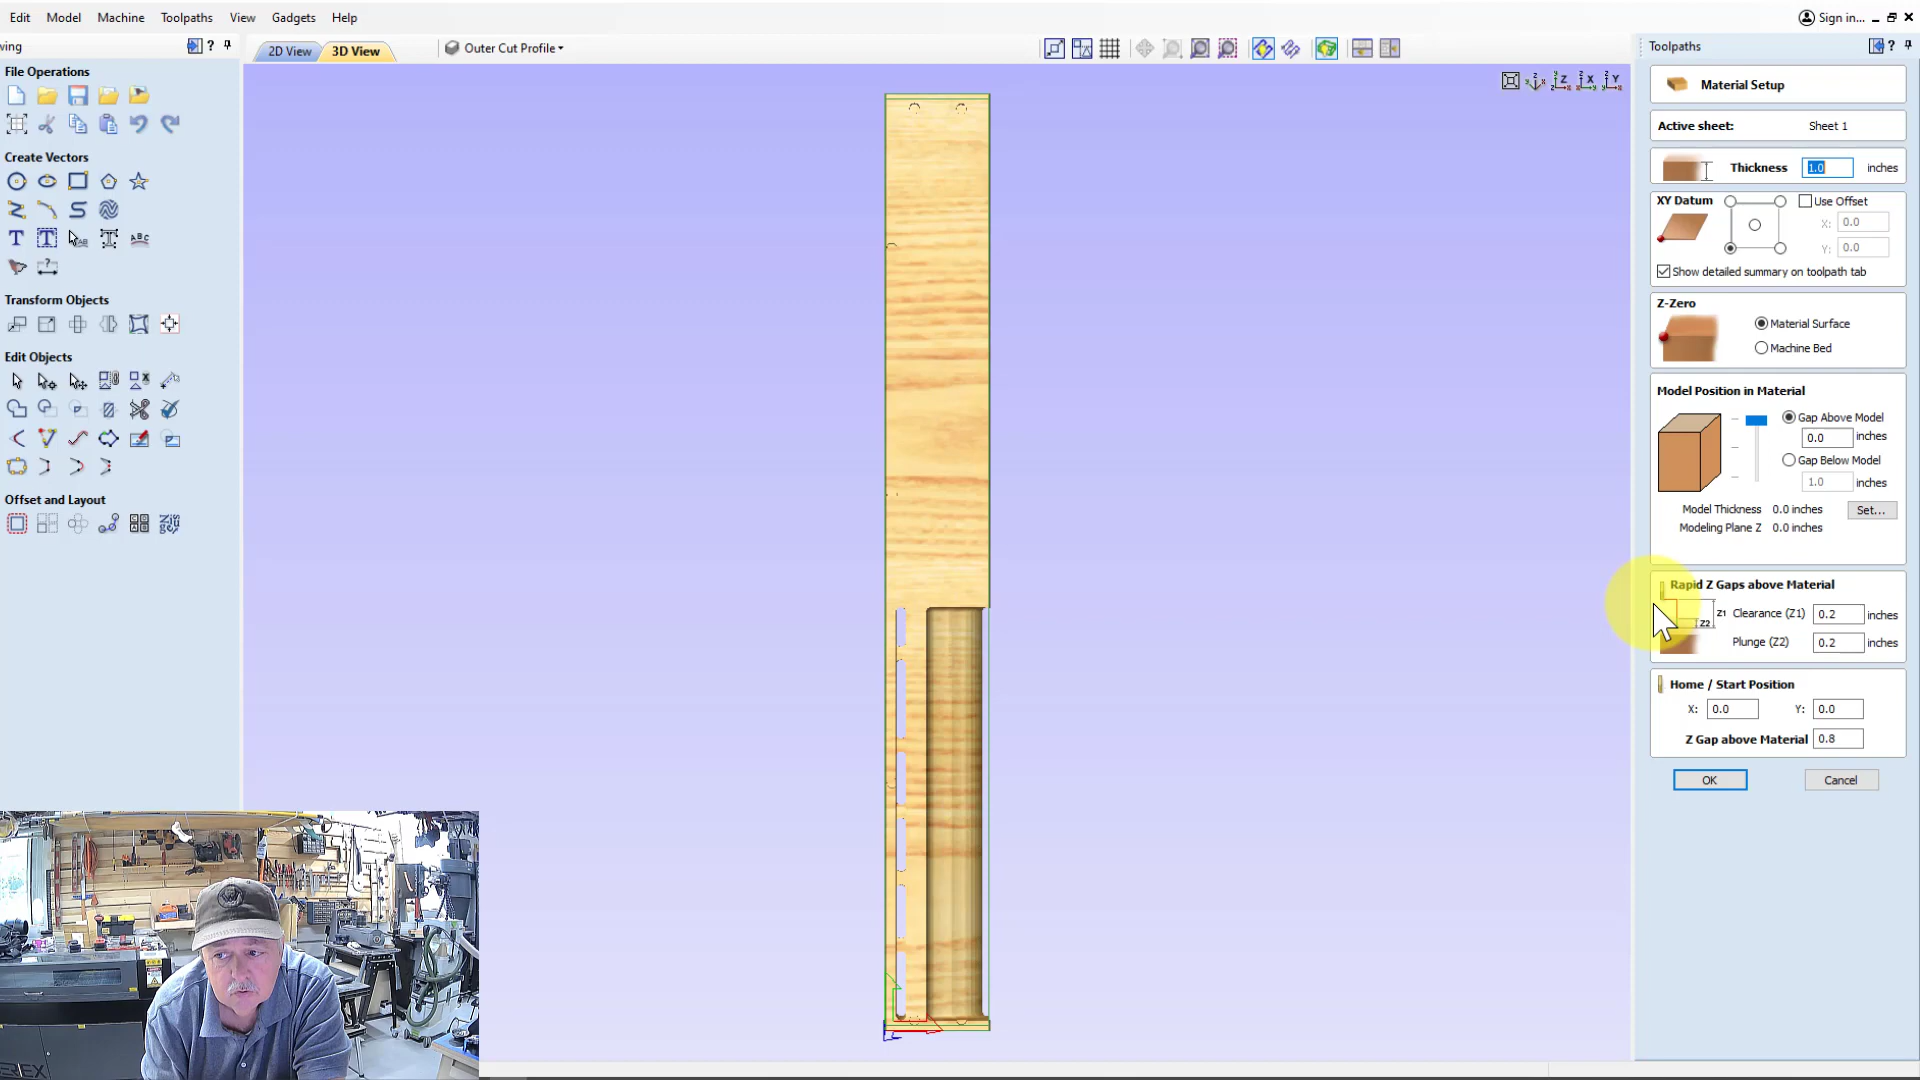 Edit Model Machine Toolpaths View Gadgets Help
Sign in...
ving
2D View 3D View
Outer Cut Profile
Toolpaths
File Operations
Create Vectors
Transform Objects
Edit Objects
Offset and Layout
Material Setup
Active sheet: Sheet 1
Thickness 1.0 inches
XY Datum
Use Offset
X: 0.0
Y: 0.0
Show detailed summary on toolpath tab
Z-Zero
Material Surface
Machine Bed
Model Position in Material
Gap Above Model
0.0 inches
Gap Below Model
1.0 inches
Model Thickness 0.0 inches Set...
Modeling Plane Z 0.0 inches
Rapid Z Gaps above Material
Z1 Clearance (Z1) 0.2 inches
Z2 Plunge (Z2) 0.2 inches
Home / Start Position
X: 0.0 Y: 0.0
Z Gap above Material 0.8
OK Cancel